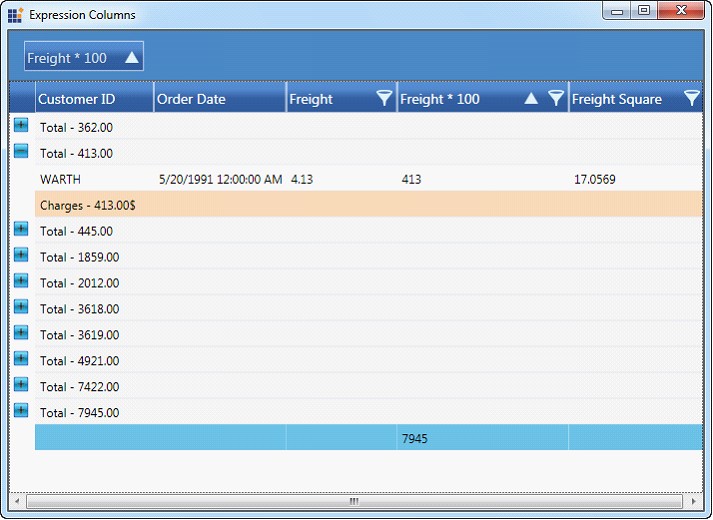 Expression Columns
Freight * 100
Customer ID Order Date Freight Freight * 100 Freight Square
Total - 362.00
Total - 413.00
WARTH 5/20/1991 12:00:00 AM 4.13 413 17.0569
Charges - 413.00$
Total - 445.00
Total - 1859.00
Total - 2012.00
Total - 3618.00
Total - 3619.00
Total - 4921.00
Total - 7422.00
Total - 7945.00
7945